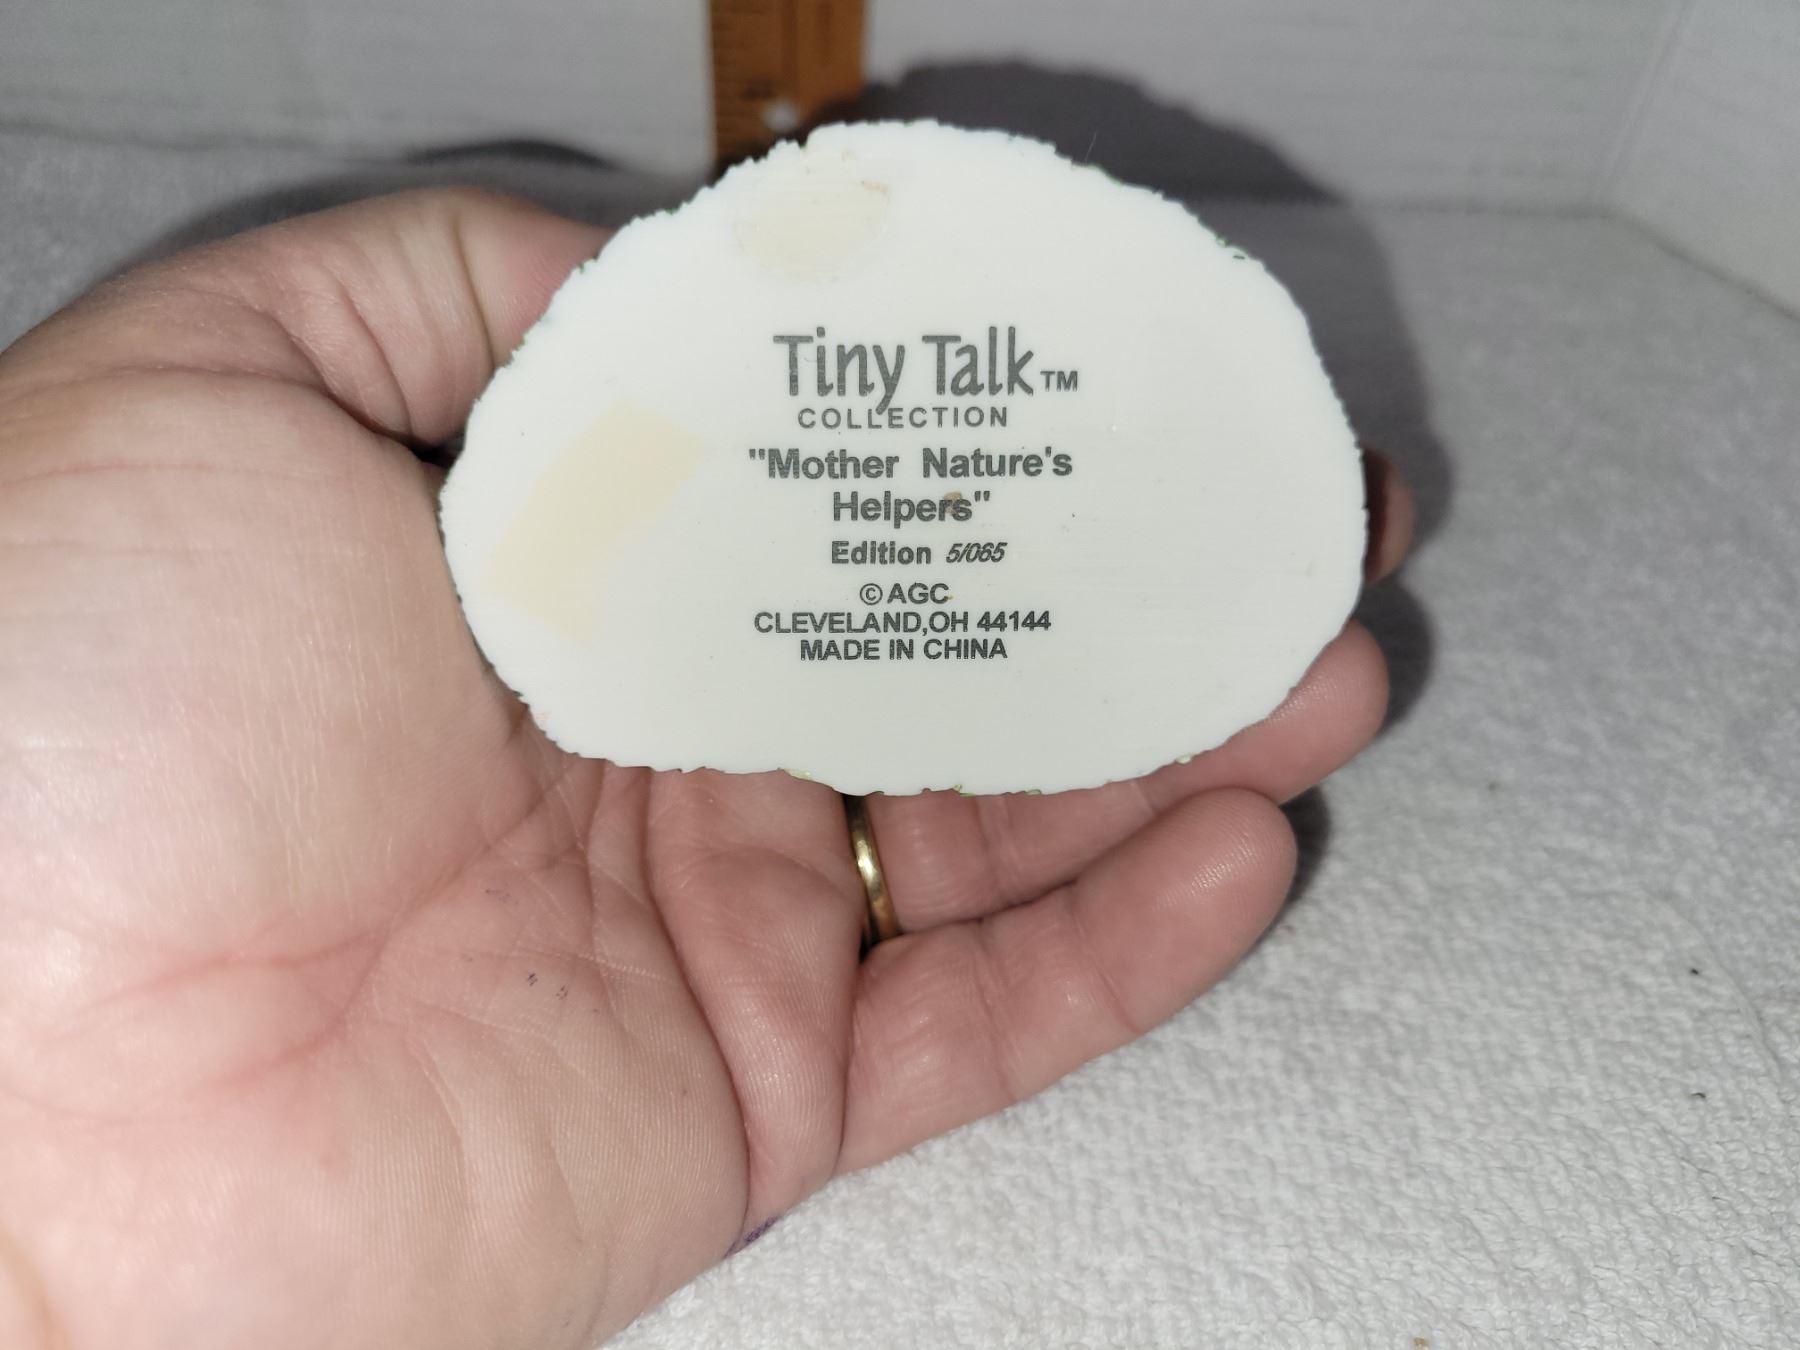 Tiny Talk™
COLLECTION
"Mother Nature's
Helpers"
Edition 5/065
©AGC
CLEVELAND,OH 44144
MADE IN CHINA